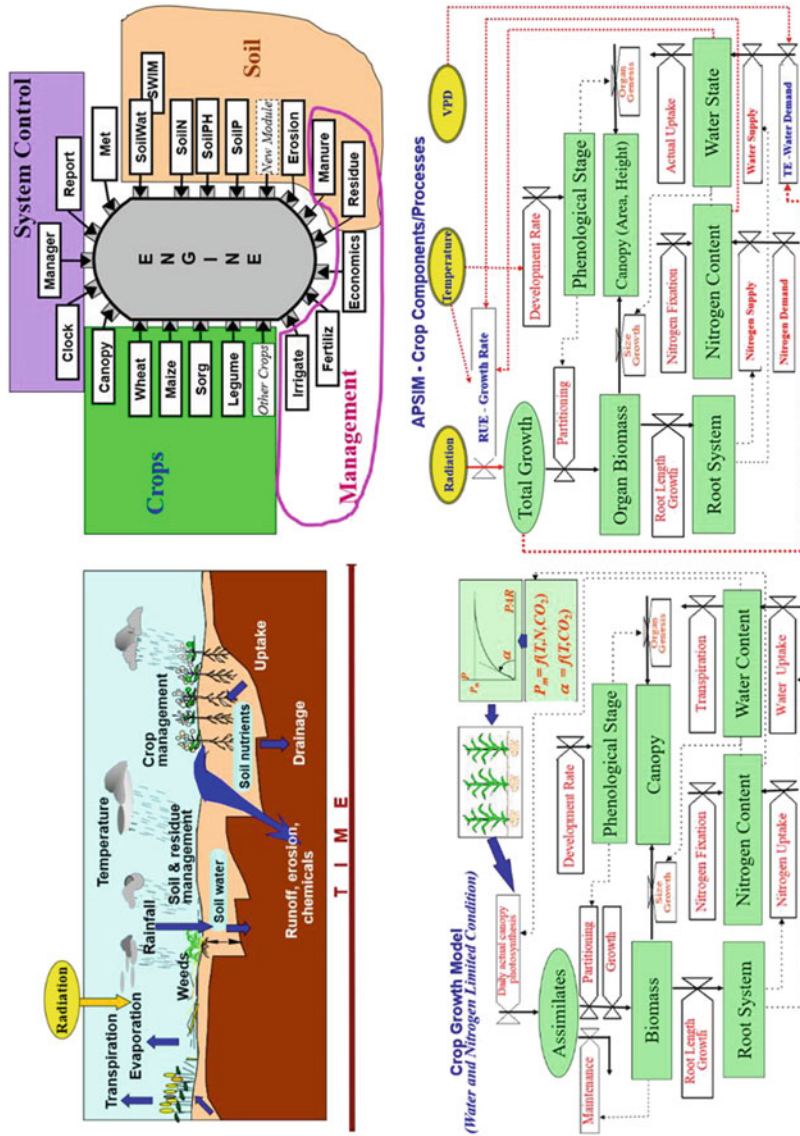 Radiation
Transpiration
Evaporation
Rainfall
Temperature
Weeds
Soil & residue
management
Crop
management
Soil water
Soil nutrients
Uptake
Drainage
Runoff, erosion,
chemicals
T I M E
System Control
Clock
Manager
Report
Met
Canopy
Crops
Wheat
Maize
Sorg
Legume
Other Crops
Irrigate
Fertiliz
Management
E N G I N E
Soil
SoilWat
SWIM
SoilN
SoilPH
SoilP
New Module
Erosion
Manure
Residue
Economics
Crop Growth Model
(Water and Nitrogen Limited Condition)
Daily actual canopy
photosynthesis
Pm
P
α
PAR
Pm = f(T,N,CO2)
α = f(T,CO2)
Assimilates
Maintenance
Partitioning
Growth
Development Rate
Phenological Stage
Organ
Genesis
Biomass
Size
Growth
Canopy
Root Length
Growth
Nitrogen Fixation
Transpiration
Root System
Nitrogen Content
Water Content
Nitrogen Uptake
Water Uptake
APSIM - Crop Components/Processes
Radiation
Temperature
VPD
RUE - Growth Rate
Total Growth
Development Rate
Partitioning
Phenological Stage
Organ
Genesis
Organ Biomass
Size
Growth
Canopy (Area, Height)
Root Length
Growth
Nitrogen Fixation
Actual Uptake
Root System
Nitrogen Content
Water State
Nitrogen Supply
Water Supply
Nitrogen Demand
TE -Water Demand